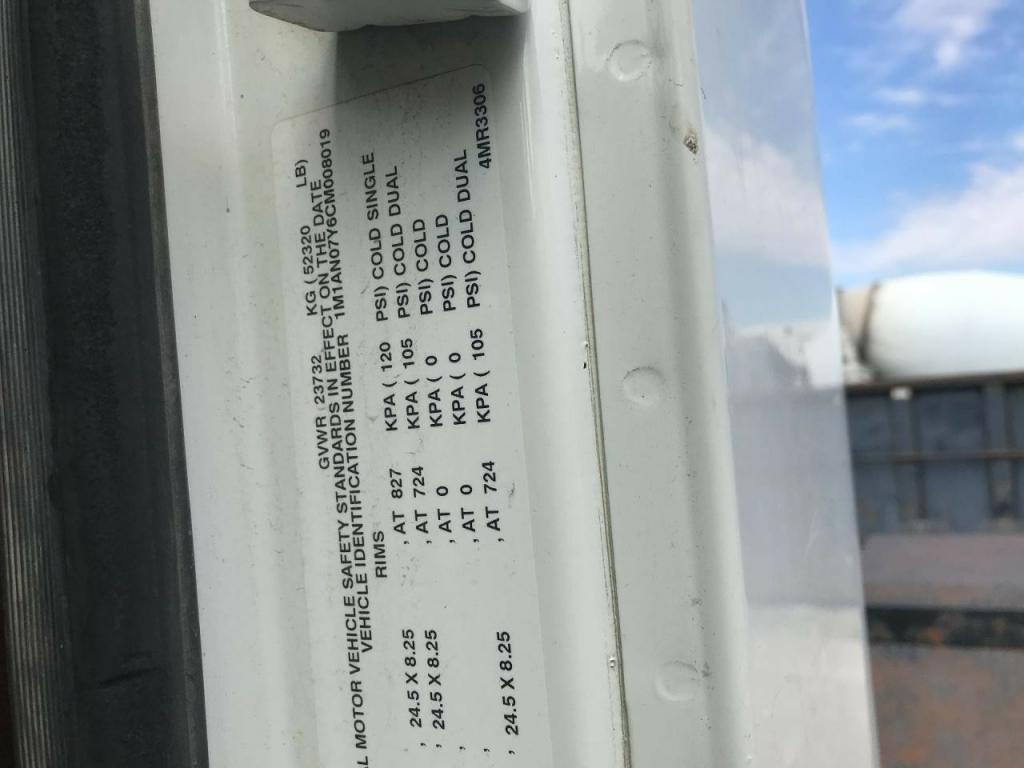 GVWR 23732 KG ( 52320 LB)
L MOTOR VEHICLE SAFETY STANDARDS IN EFFECT ON THE DATE
VEHICLE IDENTIFICATION NUMBER 1M1AN07Y6CM008019
RIMS
, 24.5 X 8.25 , AT 827 KPA ( 120 PSI) COLD SINGLE
, 24.5 X 8.25 , AT 724 KPA ( 105 PSI) COLD DUAL
, , AT 0 KPA ( 0 PSI) COLD
, , AT 0 KPA ( 0 PSI) COLD
, 24.5 X 8.25 , AT 724 KPA ( 105 PSI) COLD DUAL
4MR3306